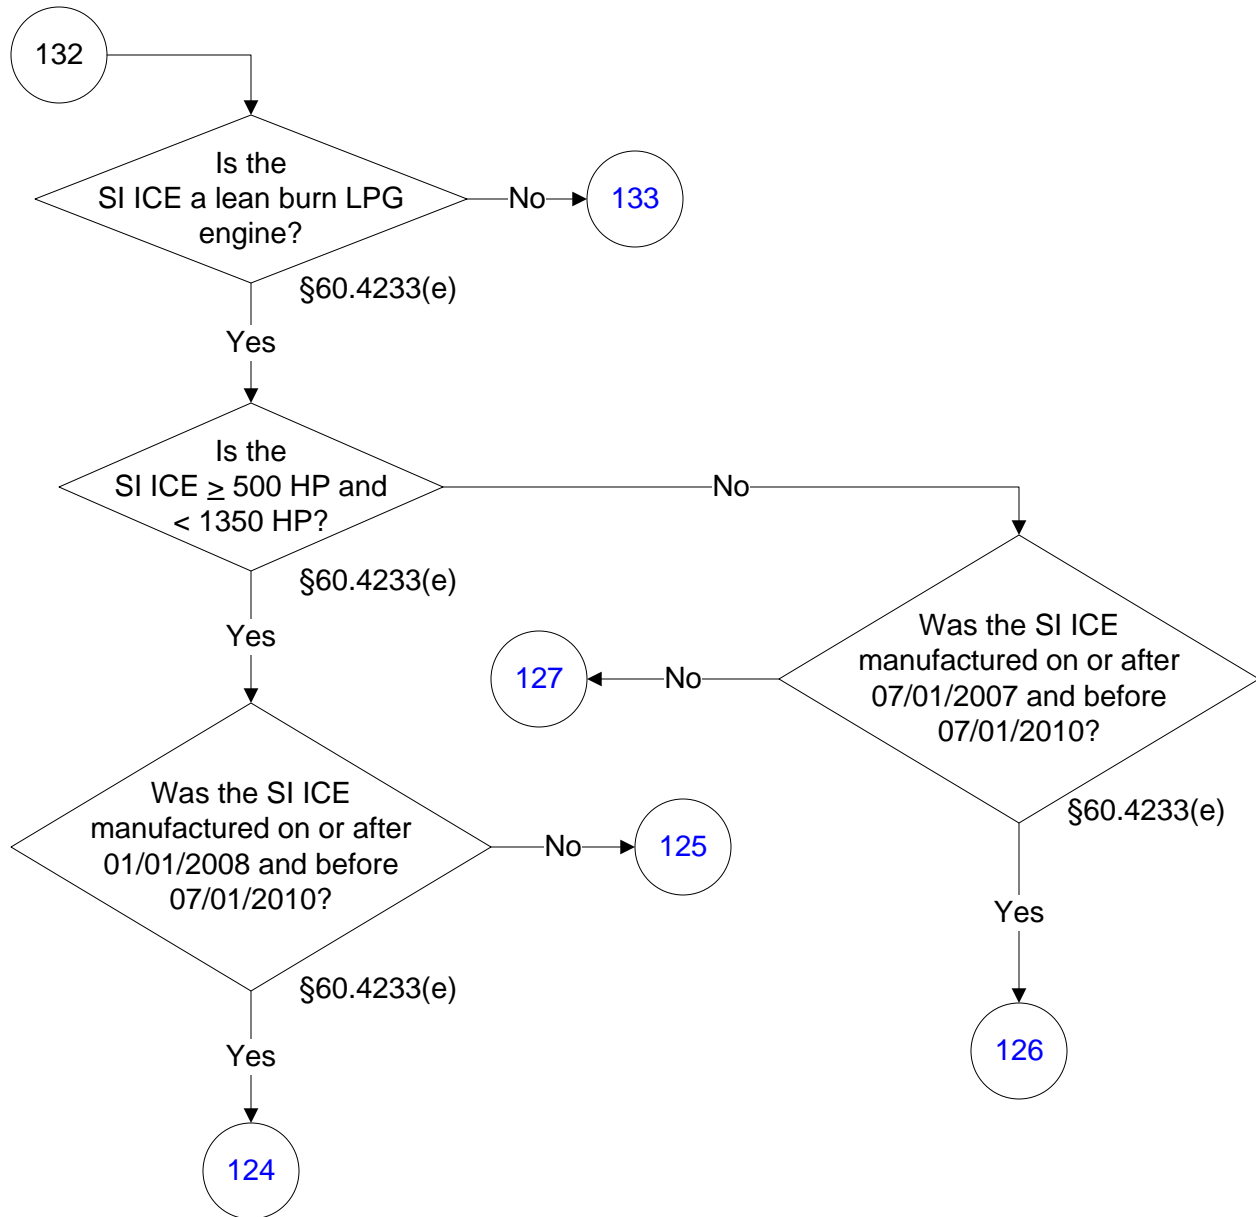 132
Is the
SI ICE a lean burn LPG
engine?
No
133
§60.4233(e)
Yes
Is the
SI ICE ≥ 500 HP and
< 1350 HP?
No
§60.4233(e)
Yes
Was the SI ICE
manufactured on or after
07/01/2007 and before
07/01/2010?
No
127
§60.4233(e)
Was the SI ICE
manufactured on or after
01/01/2008 and before
07/01/2010?
No
125
§60.4233(e)
Yes
126
Yes
124